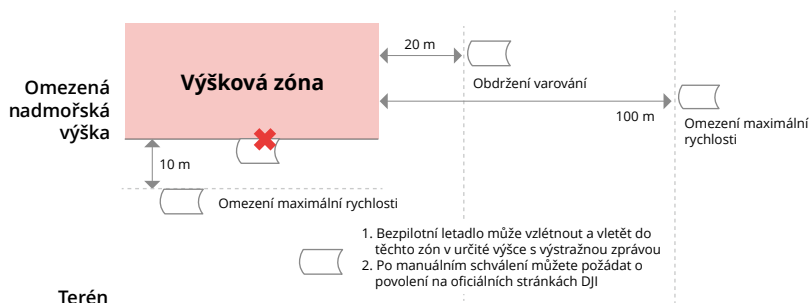 20 m
Výšková zóna
Obdržení varování
Omezená
nadmořská
výška
100 m
Omezení maximální
rychlosti
10 m
Omezení maximální rychlosti
1. Bezpilotní letadlo může vzlétnout a vletět do
těchto zón v určité výšce s výstražnou zprávou
2. Po manuálním schválení můžete požádat o
povolení na oficiálních stránkách DJI
Terén